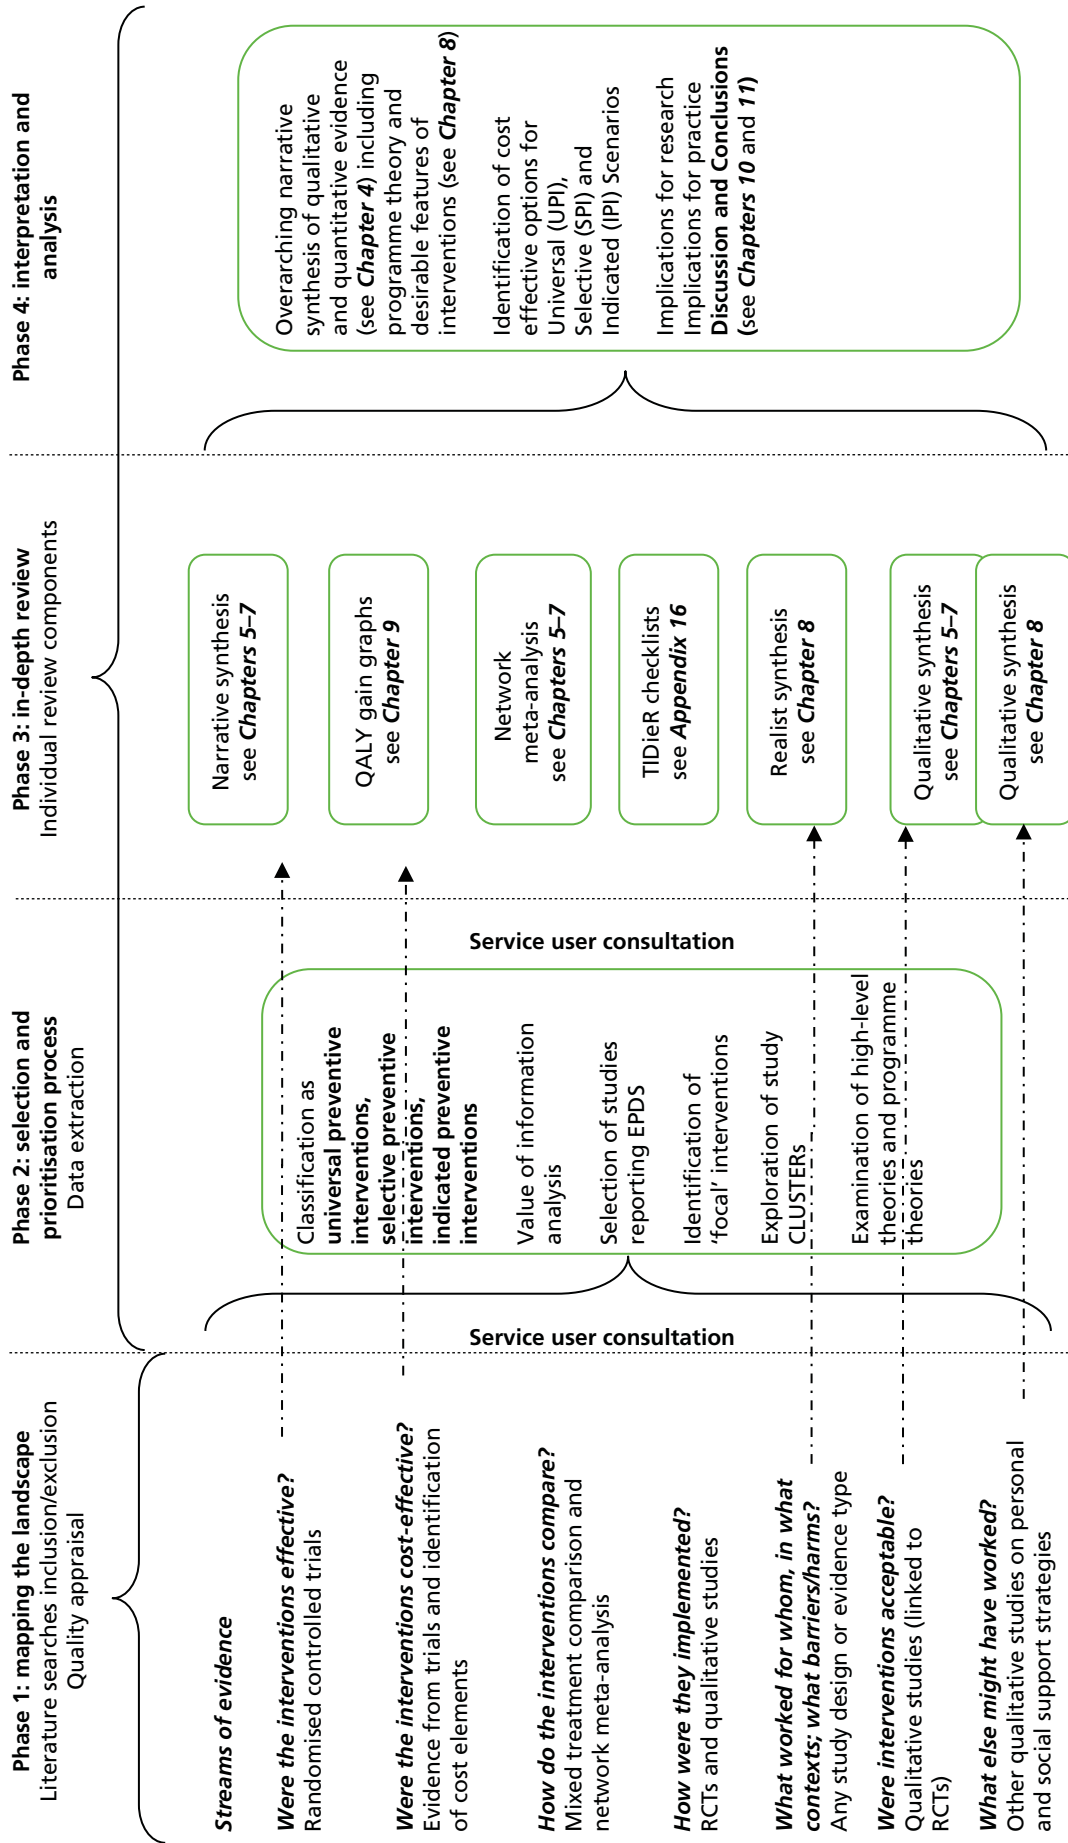 Phase 1: mapping the landscape
Literature searches inclusion/exclusion
Quality appraisal
Streams of evidence
Were the interventions effective?
Randomised controlled trials
Were the interventions cost-effective?
Evidence from trials and identification
of cost elements
How do the interventions compare?
Mixed treatment comparison and
network meta-analysis
How were they implemented?
RCTs and qualitative studies
What worked for whom, in what
contexts; what barriers/harms?
Any study design or evidence type
Were interventions acceptable?
Qualitative studies (linked to
RCTs)
What else might have worked?
Other qualitative studies on personal
and social support strategies
Phase 2: selection and
prioritisation process
Data extraction
Service user consultation
Classification as
universal preventive
interventions,
selective preventive
interventions,
indicated preventive
interventions
Value of information
analysis
Selection of studies
reporting EPDS
Identification of
‘focal’ interventions
Exploration of study
CLUSTERs
Examination of high-level
theories and programme
theories
Service user consultation
Phase 3: in-depth review
Individual review components
Narrative synthesis
see Chapters 5–7
QALY gain graphs
see Chapter 9
Network
meta-analysis
see Chapters 5–7
TIDieR checklists
see Appendix 16
Realist synthesis
see Chapter 8
Qualitative synthesis
see Chapters 5–7
Qualitative synthesis
see Chapter 8
Phase 4: interpretation and
analysis
Overarching narrative
synthesis of qualitative
and quantitative evidence
(see Chapter 4) including
programme theory and
desirable features of
interventions (see Chapter 8)
Identification of cost
effective options for
Universal (UPI),
Selective (SPI) and
Indicated (IPI) Scenarios
Implications for research
Implications for practice
Discussion and Conclusions
(see Chapters 10 and 11)